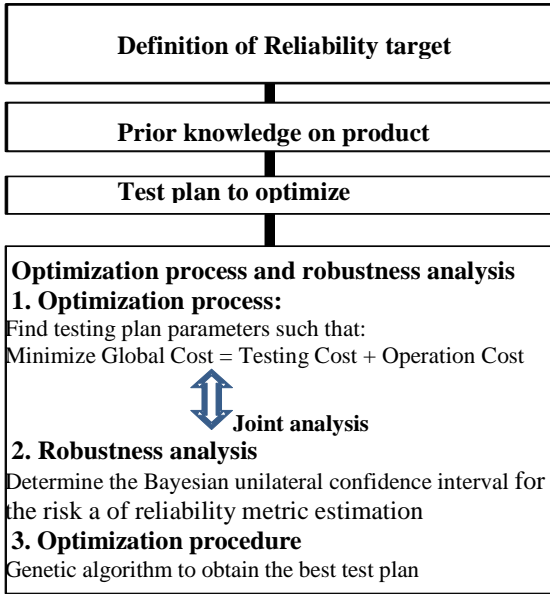 Definition of Reliability target
Prior knowledge on product
Test plan to optimize
Optimization process and robustness analysis
1. Optimization process:
Find testing plan parameters such that:
Minimize Global Cost = Testing Cost + Operation Cost
Joint analysis
2. Robustness analysis
Determine the Bayesian unilateral confidence interval for
the risk a of reliability metric estimation
3. Optimization procedure
Genetic algorithm to obtain the best test plan